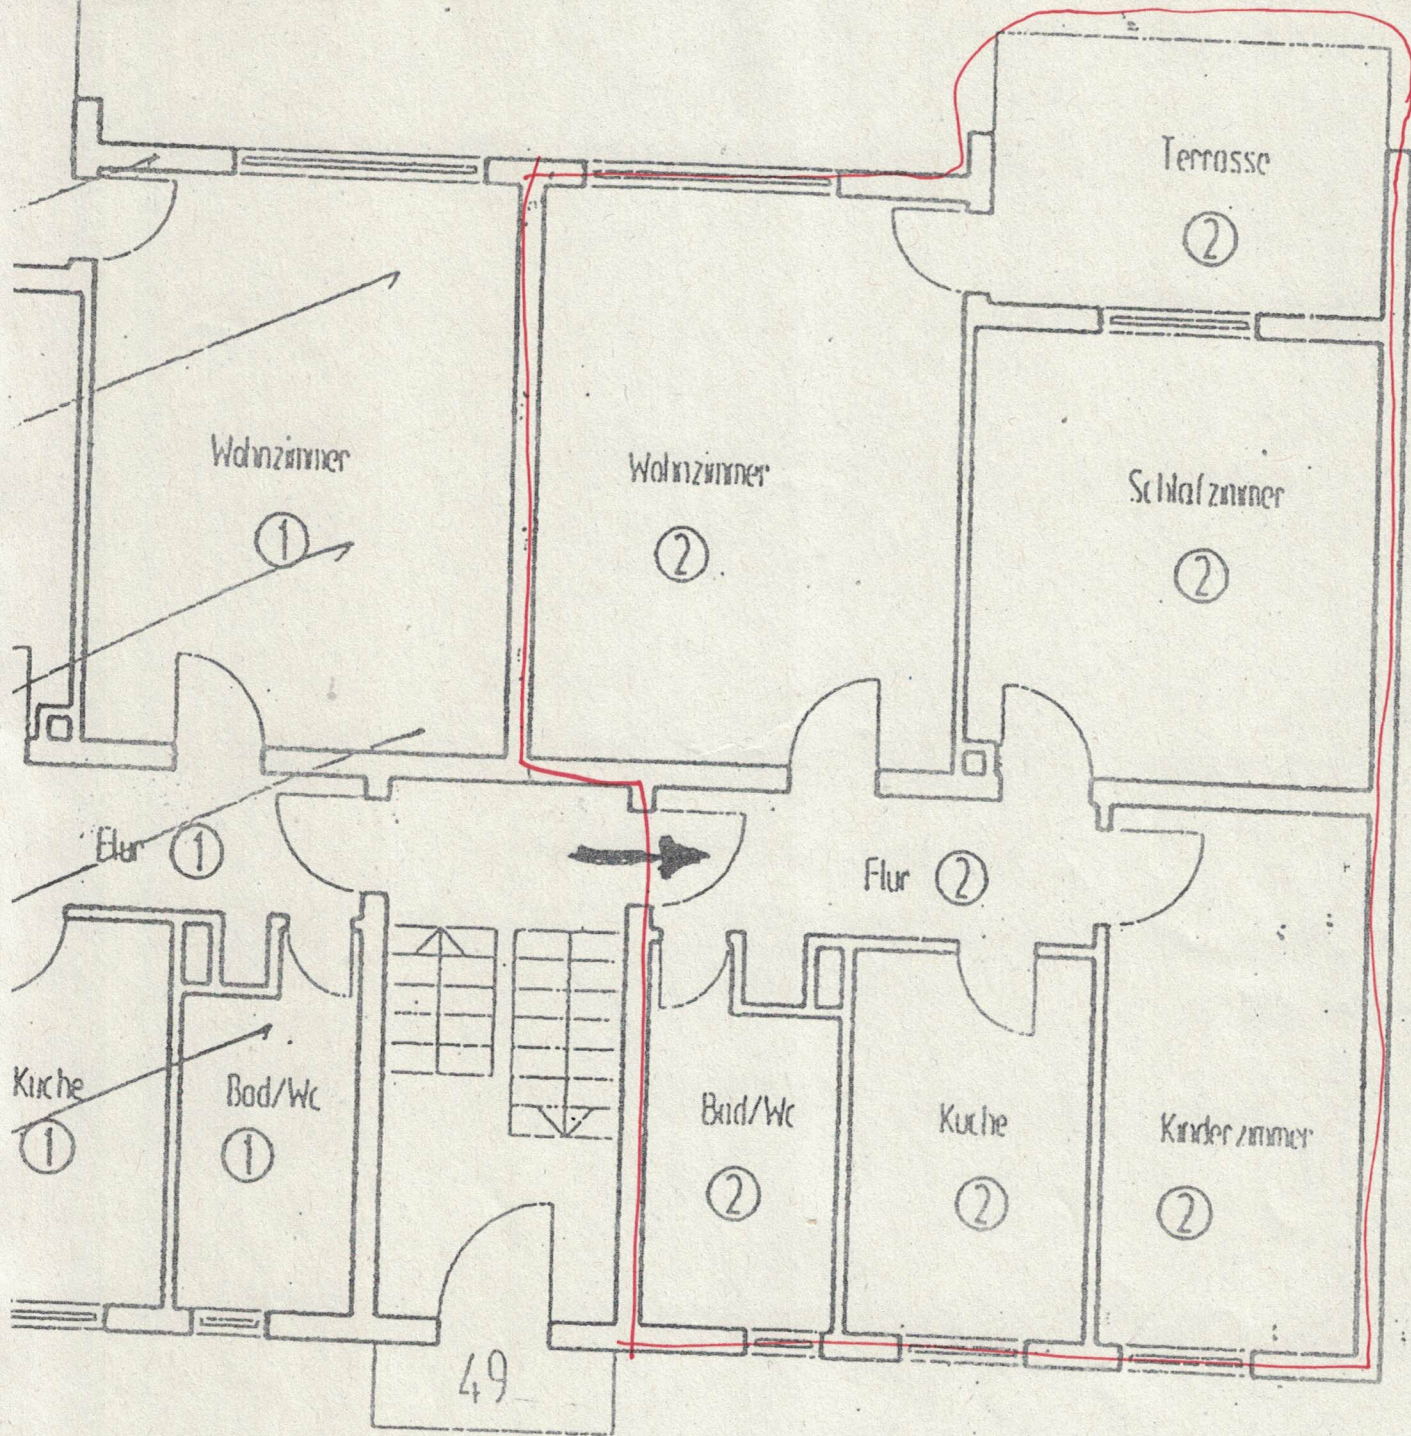 Terrasse
②
Wohnzimmer
①
Wohnzimmer
②
Schlafzimmer
②
Flur ①
Flur ②
Kuche
①
Bad/Wc
①
Bad/Wc
②
Kuche
②
Kinderzimmer
②
49